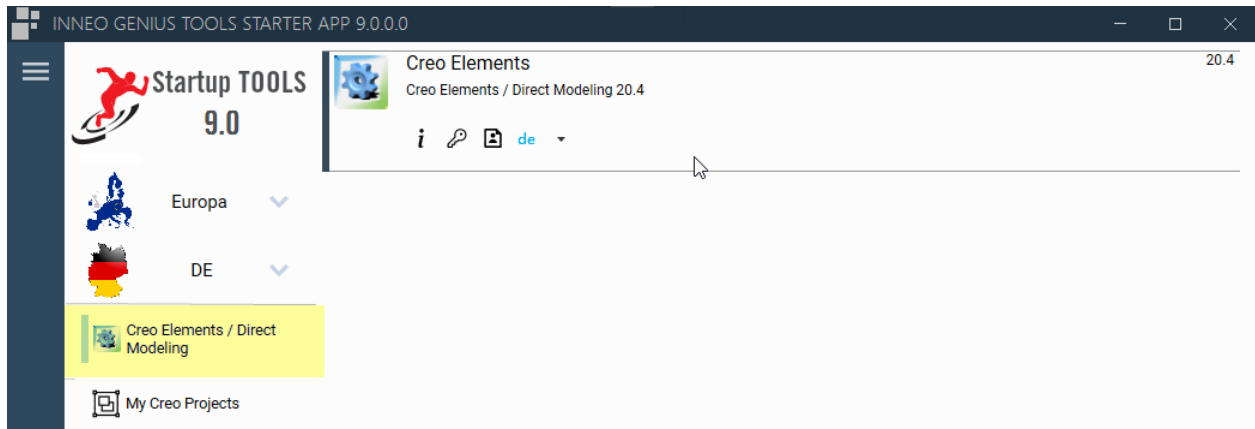 INNEO GENIUS TOOLS STARTER APP 9.0.0.0
Startup TOOLS
9.0
Europa
DE
Creo Elements / Direct
Modeling
My Creo Projects
Creo Elements
20.4
Creo Elements / Direct Modeling 20.4
i
de